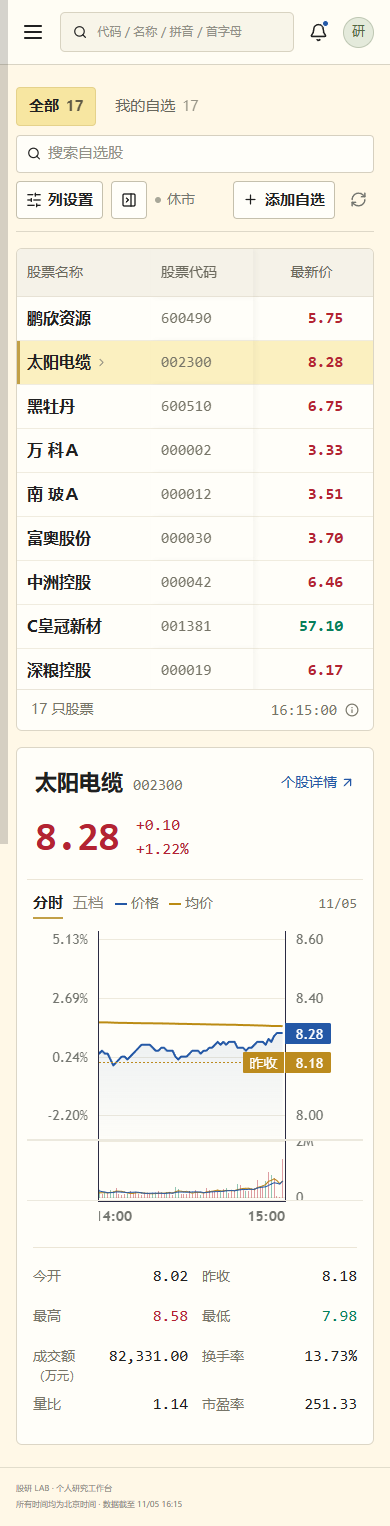 代码 / 名称 / 拼音 / 首字母
研
全部 17 我的自选 17
搜索自选股
列设置 休市 添加自选
股票名称 股票代码 最新价
鹏欣资源 600490 5.75
太阳电缆 002300 8.28
黑牡丹 600510 6.75
万 科A 000002 3.33
南 玻A 000012 3.51
富奥股份 000030 3.70
中洲控股 000042 6.46
C皇冠新材 001381 57.10
深粮控股 000019 6.17
17 只股票 16:15:00
太阳电缆 002300 个股详情
8.28 +0.10
+1.22%
分时 五档 价格 均价 11/05
5.13% 8.60
2.69% 8.40
8.28
0.24% 昨收 8.18
-2.20% 8.00
2M
0
14:00 15:00
今开 8.02 昨收 8.18
最高 8.58 最低 7.98
成交额 82,331.00 换手率 13.73%
(万元)
量比 1.14 市盈率 251.33
股研 LAB · 个人研究工作台
所有时间均为北京时间 · 数据截至 11/05 16:15